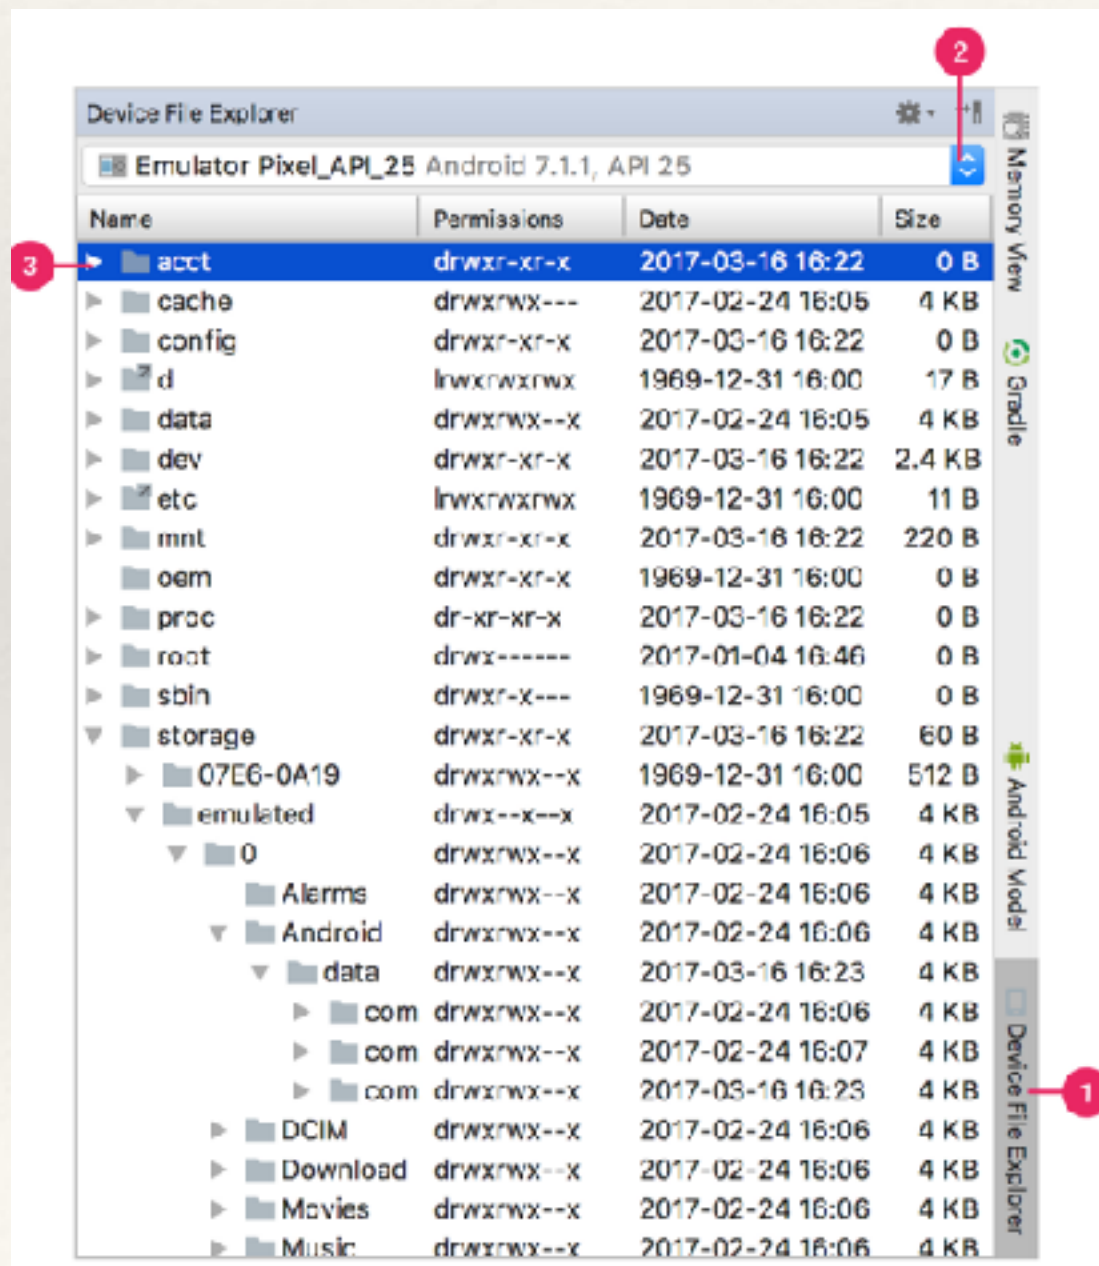 2
Device File Explorer
Emulator Pixel_API_25 Android 7.1.1, API 25
Name Permissions Date Size
3
acct drwxr-xr-x 2017-03-16 16:22 0 B
cache drwxrwx--- 2017-02-24 16:05 4 KB
config drwxr-xr-x 2017-03-16 16:22 0 B
d lrwxrwxrwx 1969-12-31 16:00 17 B
data drwxrwx--x 2017-02-24 16:05 4 KB
dev drwxr-xr-x 2017-03-16 16:22 2.4 KB
etc lrwxrwxrwx 1969-12-31 16:00 11 B
mnt drwxr-xr-x 2017-03-16 16:22 220 B
oem drwxr-xr-x 1969-12-31 16:00 0 B
proc dr-xr-xr-x 2017-03-16 16:22 0 B
root drwx------ 2017-01-04 16:46 0 B
sbin drwxr-x--- 1969-12-31 16:00 0 B
storage drwxr-xr-x 2017-03-16 16:22 60 B
07E6-0A19 drwxrwx--x 1969-12-31 16:00 512 B
emulated drwx--x--x 2017-02-24 16:05 4 KB
0 drwxrwx--x 2017-02-24 16:06 4 KB
Alarms drwxrwx--x 2017-02-24 16:06 4 KB
Android drwxrwx--x 2017-02-24 16:06 4 KB
data drwxrwx--x 2017-03-16 16:23 4 KB
com drwxrwx--x 2017-02-24 16:06 4 KB
com drwxrwx--x 2017-02-24 16:07 4 KB
com drwxrwx--x 2017-03-16 16:23 4 KB
DCIM drwxrwx--x 2017-02-24 16:06 4 KB
Download drwxrwx--x 2017-02-24 16:06 4 KB
Movies drwxrwx--x 2017-02-24 16:06 4 KB
Music drwxrwx--x 2017-02-24 16:06 4 KB
Memory View
Gradle
Android Model
Device File Explorer
1